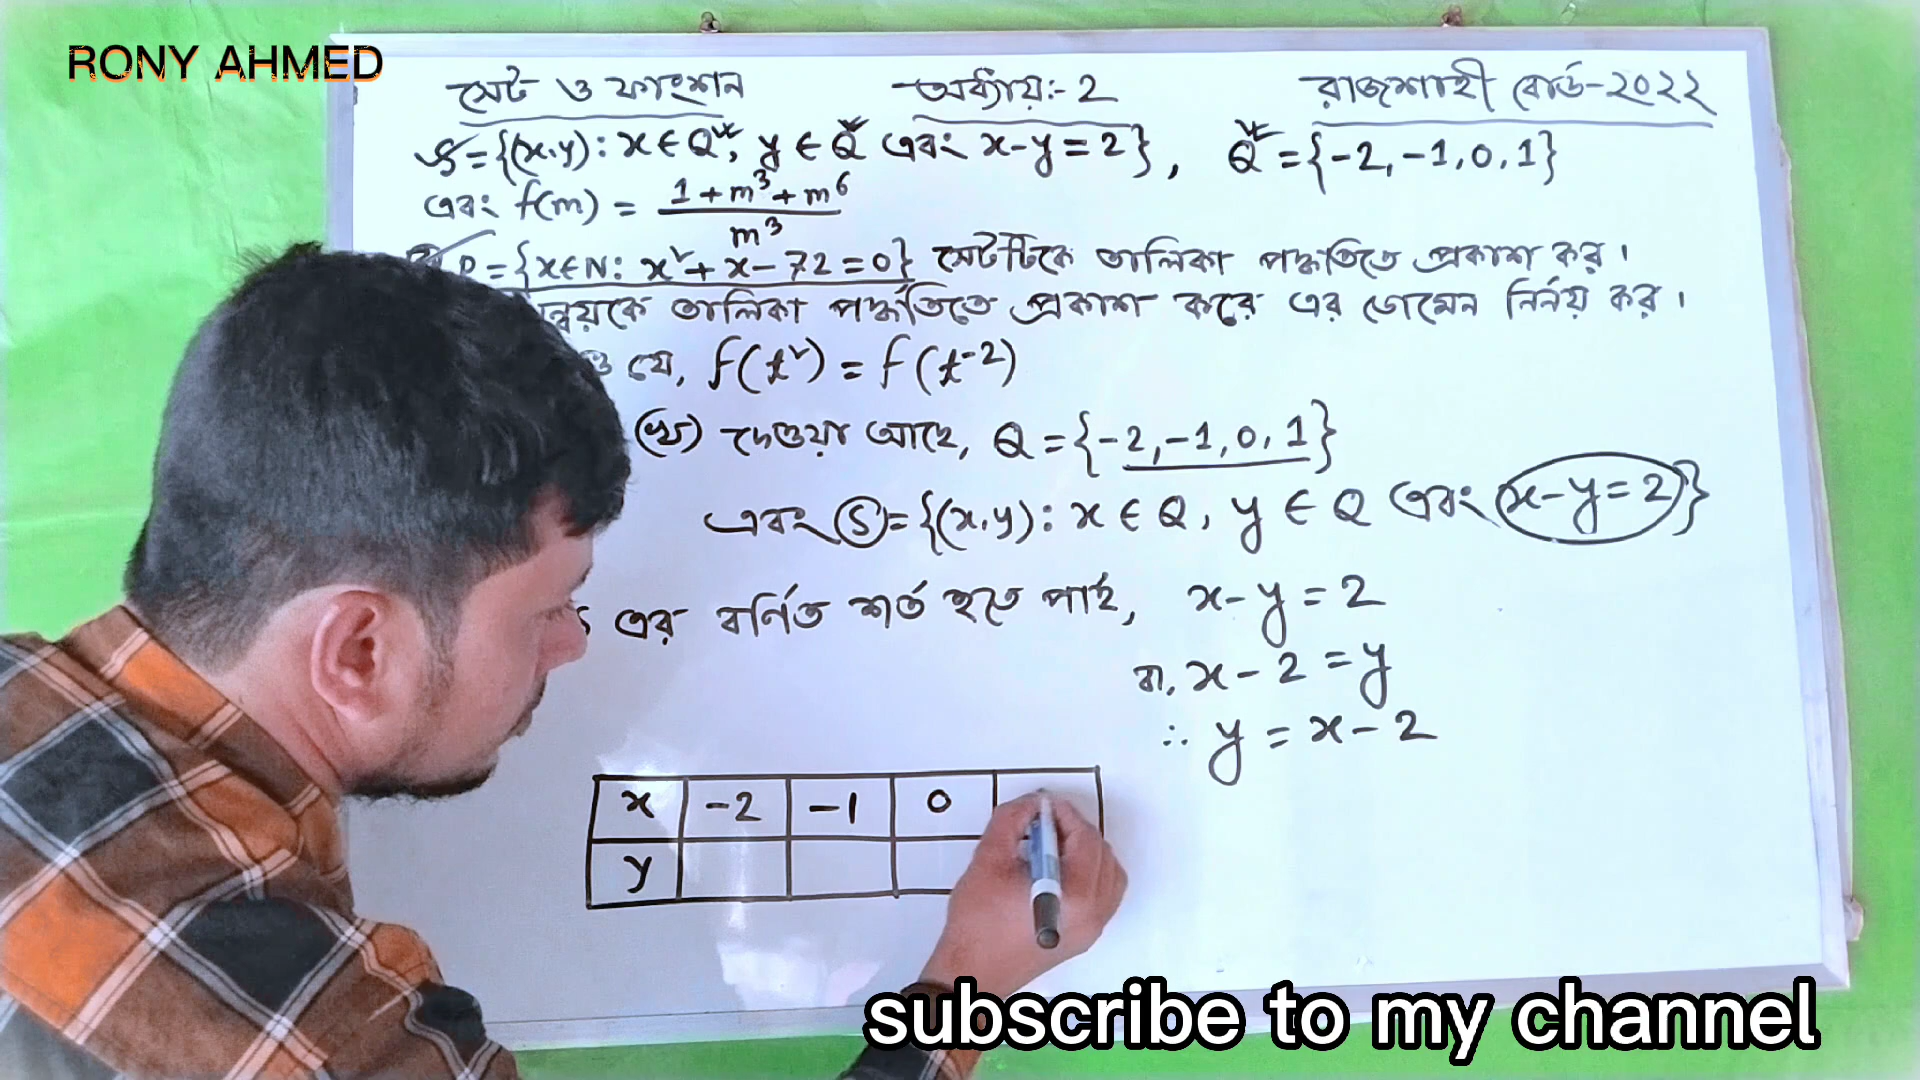 RONY AHMED
সেট ও ফাংশন অধ্যায়:- 2 রাজশাহী বোর্ড-২০২২
S={(x,y): x∈Q, y∈Q এবং x-y=2}, Q={-2,-1,0,1}
এবং f(m) = (1+m³+m⁶)/m³
P={x∈N: x²+x-72=0} সেটটিকে তালিকা পদ্ধতিতে প্রকাশ কর।
তালিকা পদ্ধতিতে প্রকাশ করে এর ডোমেন নির্নয় কর।
যে, f(t²) = f(t⁻²)
(খ) দেওয়া আছে, Q={-2,-1,0,1}
এবং S={(x,y): x∈Q, y∈Q এবং x-y=2}
এর বর্নিত শর্ত হতে পাই, x-y=2
বা, x-2=y
∴ y=x-2
x -2 -1 0
y
subscribe to my channel